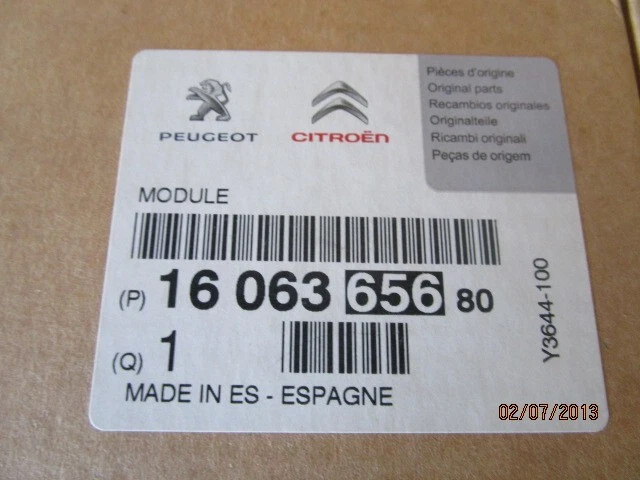 PEUGEOT
CITROËN
Pièces d'origine
Original parts
Recambios originales
Originalteile
Ricambi originali
Peças de origem
MODULE
(P) 16 063 656 80
(Q) 1
MADE IN ES - ESPAGNE
Y3644-100
02/07/2013